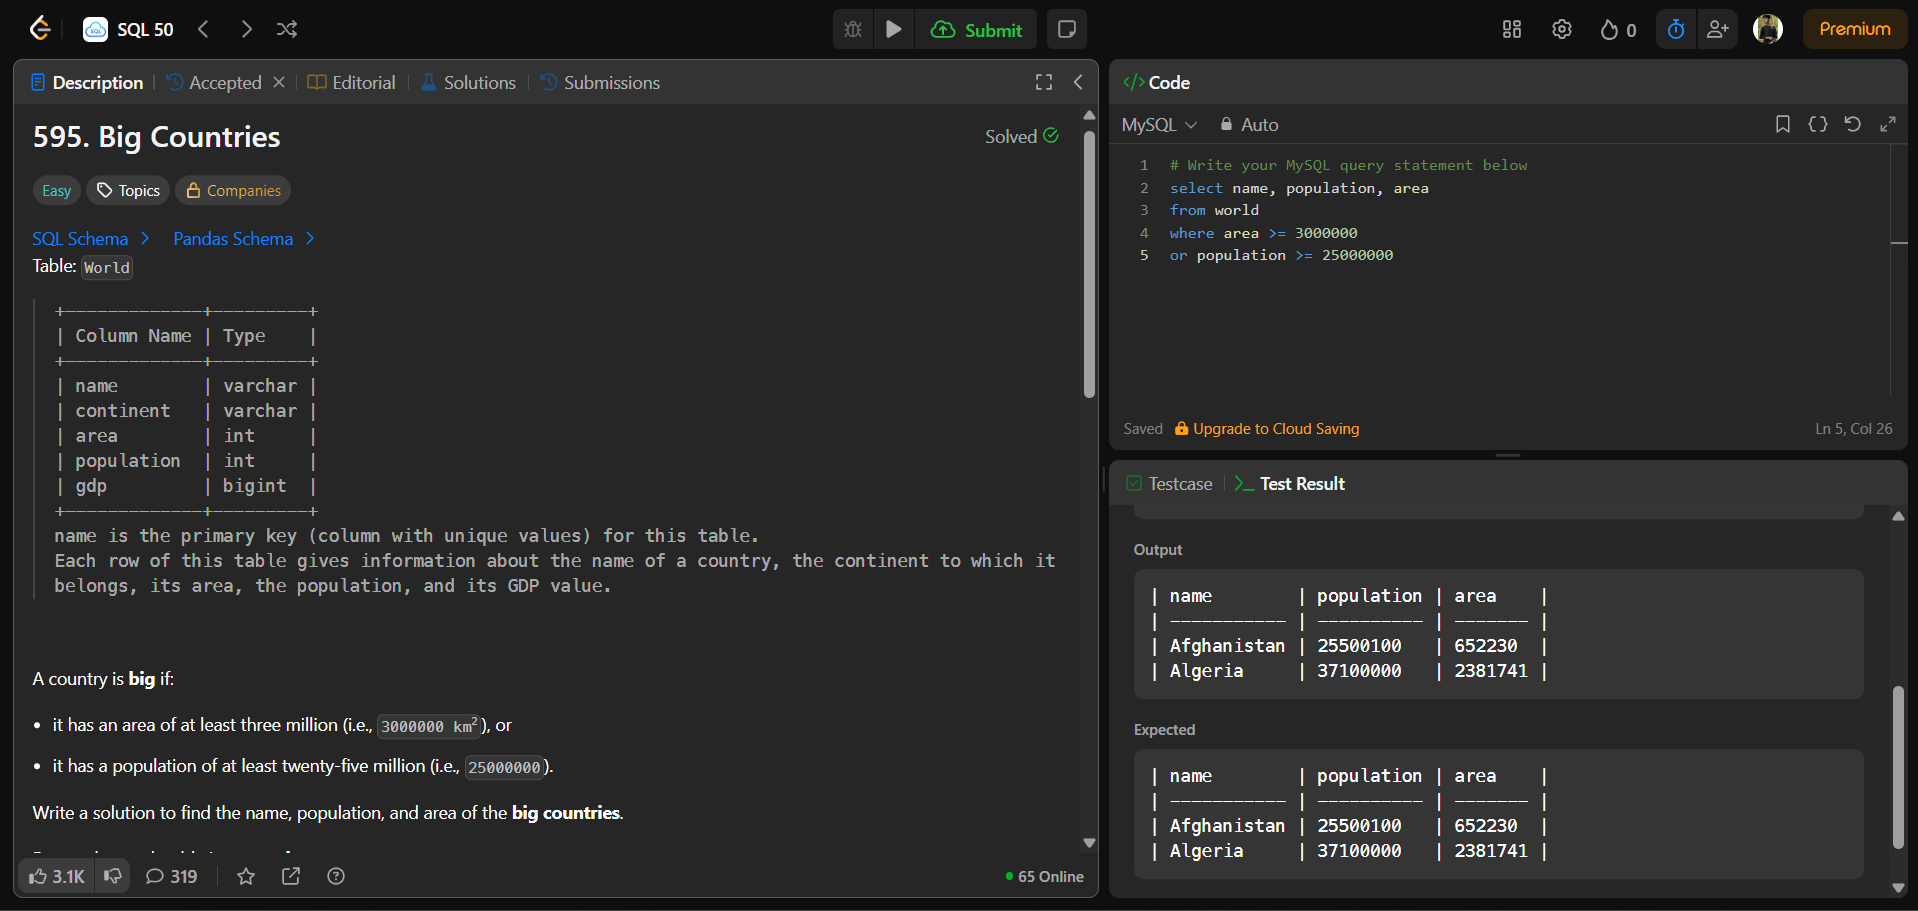 SQL 50
Submit
0
Premium
Description
Accepted
Editorial
Solutions
Submissions
595. Big Countries
Solved
Easy
Topics
Companies
SQL Schema
Pandas Schema
Table: World
+-------------+---------+
| Column Name | Type    |
+-------------+---------+
| name        | varchar |
| continent   | varchar |
| area        | int     |
| population  | int     |
| gdp         | bigint  |
+-------------+---------+
name is the primary key (column with unique values) for this table.
Each row of this table gives information about the name of a country, the continent to which it
belongs, its area, the population, and its GDP value.
A country is big if:
• it has an area of at least three million (i.e., 3000000 km²), or
• it has a population of at least twenty-five million (i.e., 25000000).
Write a solution to find the name, population, and area of the big countries.
3.1K
319
65 Online
</> Code
MySQL
Auto
1 # Write your MySQL query statement below
2 select name, population, area
3 from world
4 where area >= 3000000
5 or population >= 25000000
Saved
Upgrade to Cloud Saving
Ln 5, Col 26
Testcase
Test Result
Output
| name        | population | area    |
| ----------- | ---------- | ------- |
| Afghanistan | 25500100   | 652230  |
| Algeria     | 37100000   | 2381741 |
Expected
| name        | population | area    |
| ----------- | ---------- | ------- |
| Afghanistan | 25500100   | 652230  |
| Algeria     | 37100000   | 2381741 |